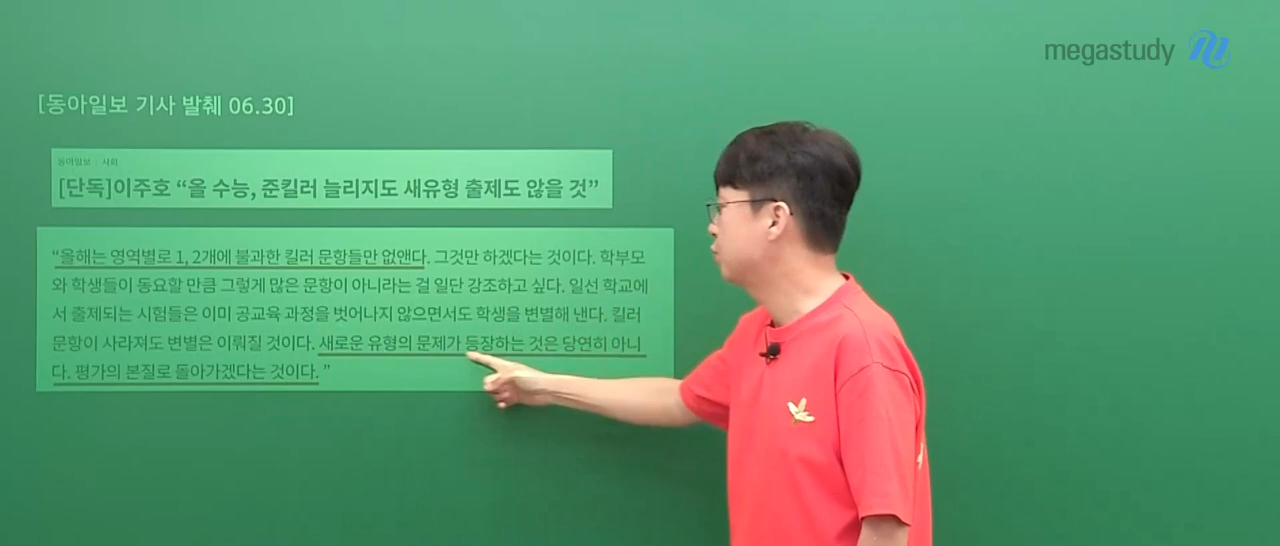 megastudy
[동아일보 기사 발췌 06.30]
동아일보 | 사회
[단독]이주호 “올 수능, 준킬러 늘리지도 새유형 출제도 않을 것”
“올해는 영역별로 1, 2개에 불과한 킬러 문항들만 없앤다. 그것만 하겠다는 것이다. 학부모
와 학생들이 동요할 만큼 그렇게 많은 문항이 아니라는 걸 일단 강조하고 싶다. 일선 학교에
서 출제되는 시험들은 이미 공교육 과정을 벗어나지 않으면서도 학생을 변별해 낸다. 킬러
문항이 사라져도 변별은 이뤄질 것이다. 새로운 유형의 문제가 등장하는 것은 당연히 아니
다. 평가의 본질로 돌아가겠다는 것이다. ”